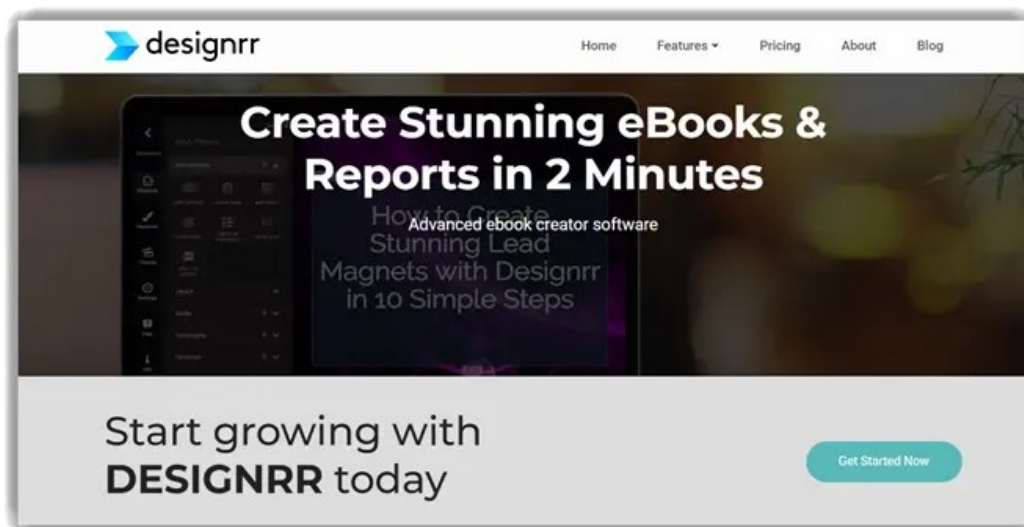 designrr
Home Features Pricing About Blog
Create Stunning eBooks &
Reports in 2 Minutes
Advanced ebook creator software
How to Create
Stunning Lead
Magnets with Designrr
in 10 Simple Steps
Start growing with
DESIGNRR today
Get Started Now